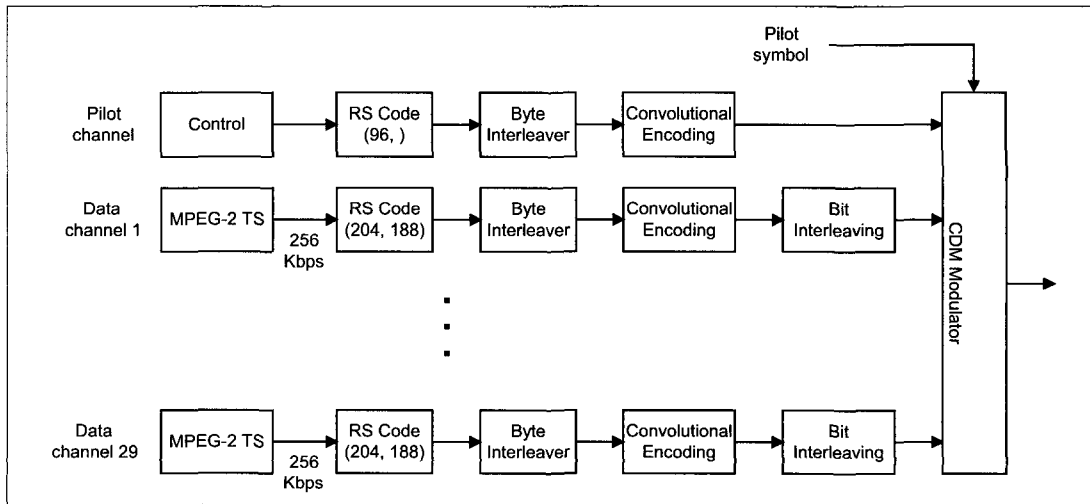 Pilot
symbol
Pilot
channel
Control
RS Code
(96, )
Byte
Interleaver
Convolutional
Encoding
Data
channel 1
MPEG-2 TS
256
Kbps
RS Code
(204, 188)
Byte
Interleaver
Convolutional
Encoding
Bit
Interleaving
CDM Modulator
Data
channel 29
MPEG-2 TS
256
Kbps
RS Code
(204, 188)
Byte
Interleaver
Convolutional
Encoding
Bit
Interleaving